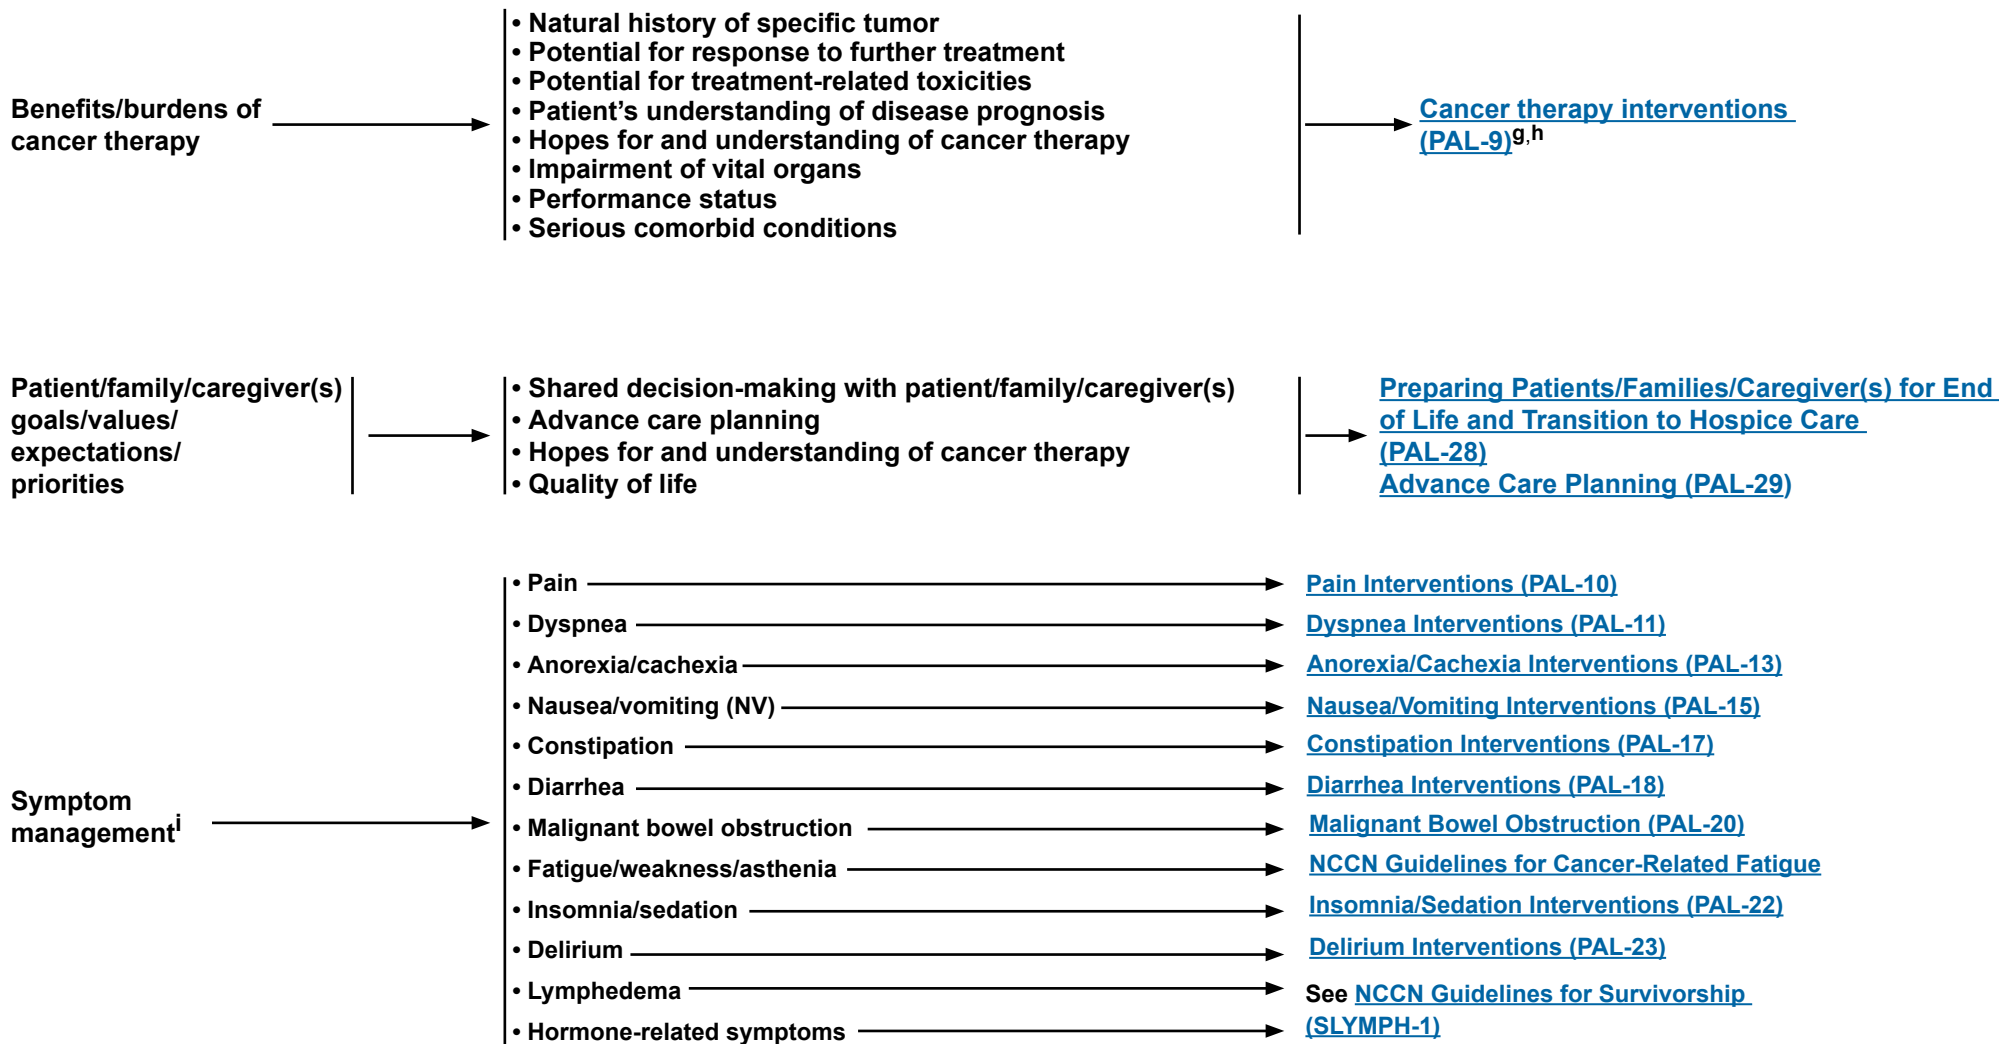 Benefits/burdens of
cancer therapy
• Natural history of specific tumor
• Potential for response to further treatment
• Potential for treatment-related toxicities
• Patient’s understanding of disease prognosis
• Hopes for and understanding of cancer therapy
• Impairment of vital organs
• Performance status
• Serious comorbid conditions
Cancer therapy interventions
(PAL-9)g,h
Patient/family/caregiver(s)
goals/values/
expectations/
priorities
• Shared decision-making with patient/family/caregiver(s)
• Advance care planning
• Hopes for and understanding of cancer therapy
• Quality of life
Preparing Patients/Families/Caregiver(s) for End
of Life and Transition to Hospice Care
(PAL-28)
Advance Care Planning (PAL-29)
Symptom
managementi
• Pain
Pain Interventions (PAL-10)
• Dyspnea
Dyspnea Interventions (PAL-11)
• Anorexia/cachexia
Anorexia/Cachexia Interventions (PAL-13)
• Nausea/vomiting (NV)
Nausea/Vomiting Interventions (PAL-15)
• Constipation
Constipation Interventions (PAL-17)
• Diarrhea
Diarrhea Interventions (PAL-18)
• Malignant bowel obstruction
Malignant Bowel Obstruction (PAL-20)
• Fatigue/weakness/asthenia
NCCN Guidelines for Cancer-Related Fatigue
• Insomnia/sedation
Insomnia/Sedation Interventions (PAL-22)
• Delirium
Delirium Interventions (PAL-23)
• Lymphedema
• Hormone-related symptoms
See NCCN Guidelines for Survivorship
(SLYMPH-1)